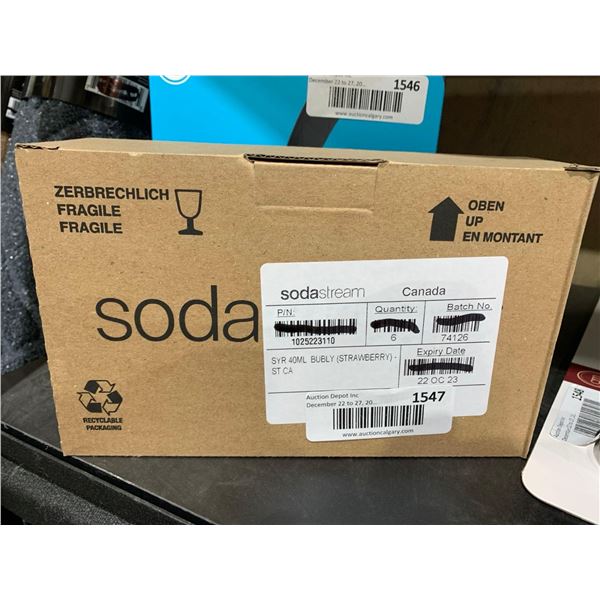 December 22 to 27, 20...
1546
www.auctioncalgary.com
ZERBRECHLICH
FRAGILE
FRAGILE
OBEN
UP
EN MONTANT
soda
sodastream
Canada
P/N:
Quantity:
Batch No.
1025223110
6
74126
SYR 40ML BUBLY (STRAWBERRY) -
ST CA
Expiry Date
22 OC 23
Auction Depot Inc
December 22 to 27, 20...
1547
www.auctioncalgary.com
RECYCLABLE
PACKAGING
1548